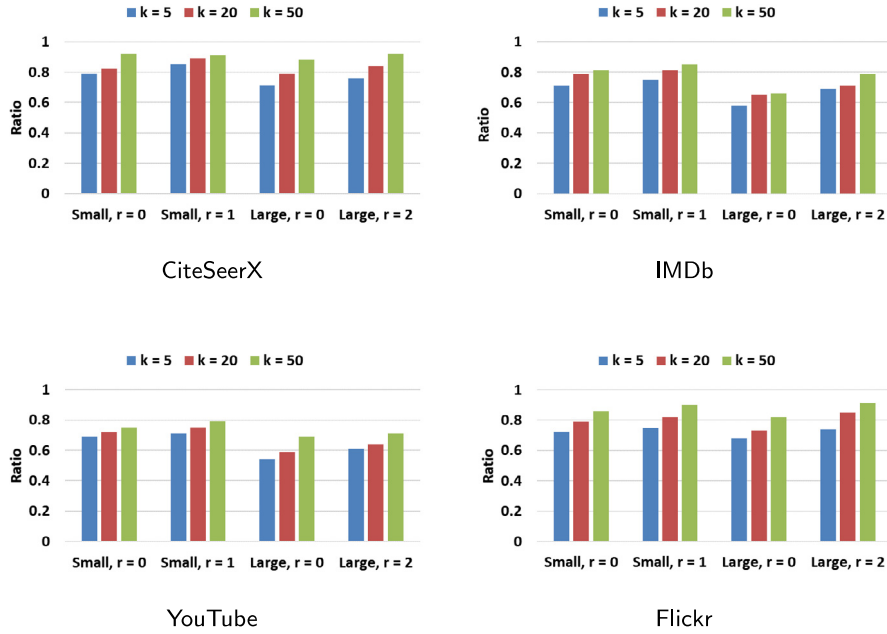 k = 5 k = 20 k = 50
1
0.8
0.6
0.4
0.2
0
Ratio
Small, r = 0 Small, r = 1 Large, r = 0 Large, r = 2
CiteSeerX
k = 5 k = 20 k = 50
1
0.8
0.6
0.4
0.2
0
Ratio
Small, r = 0 Small, r = 1 Large, r = 0 Large, r = 2
IMDb
k = 5 k = 20 k = 50
1
0.8
0.6
0.4
0.2
0
Ratio
Small, r = 0 Small, r = 1 Large, r = 0 Large, r = 2
YouTube
k = 5 k = 20 k = 50
1
0.8
0.6
0.4
0.2
0
Ratio
Small, r = 0 Small, r = 1 Large, r = 0 Large, r = 2
Flickr